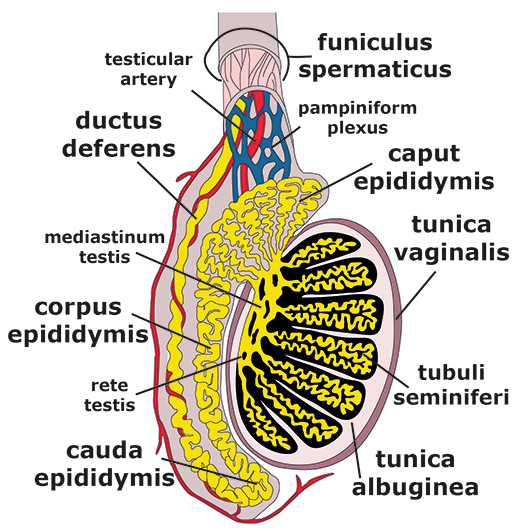 funiculus
spermaticus
testicular
artery
pampiniform
plexus
ductus
deferens
caput
epididymis
tunica
vaginalis
mediastinum
testis
corpus
epididymis
rete
testis
tubuli
seminiferi
cauda
epididymis
tunica
albuginea